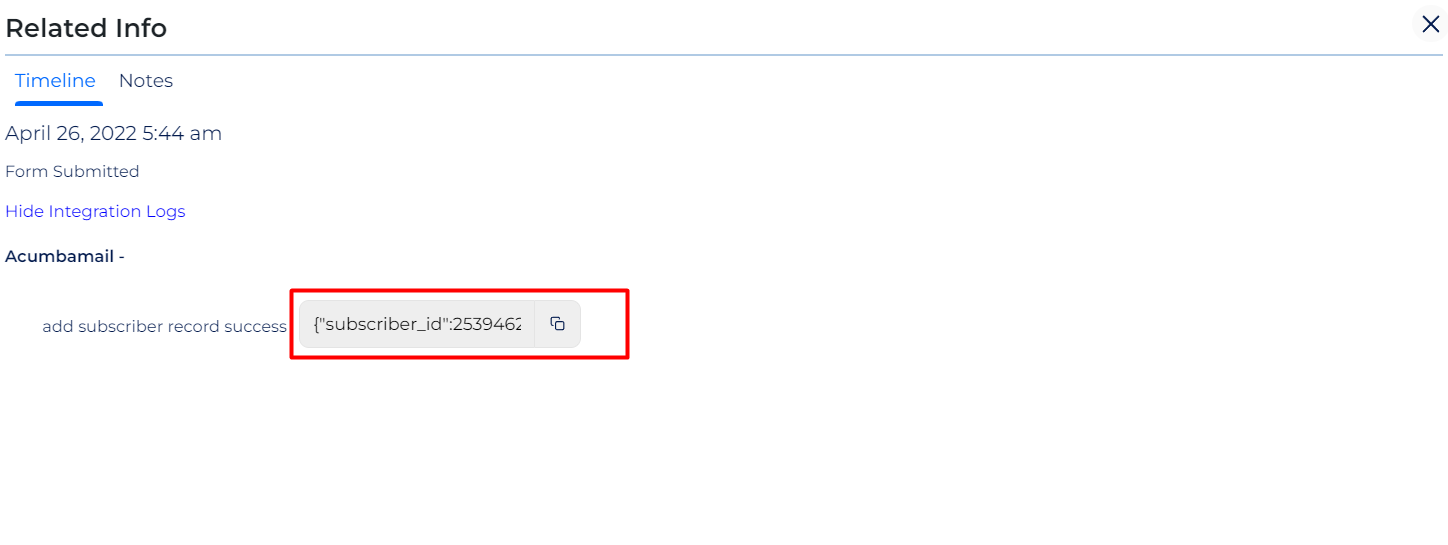 Related Info
Timeline Notes
April 26, 2022 5:44 am
Form Submitted
Hide Integration Logs
Acumbamail -
add subscriber record success {"subscriber_id":2539462